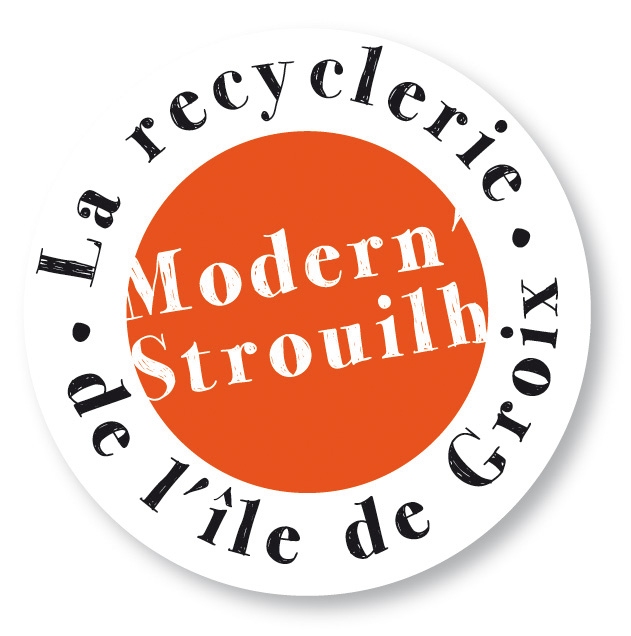 La recyclerie
Modern'
Strouilh
• de l'île de Groix •